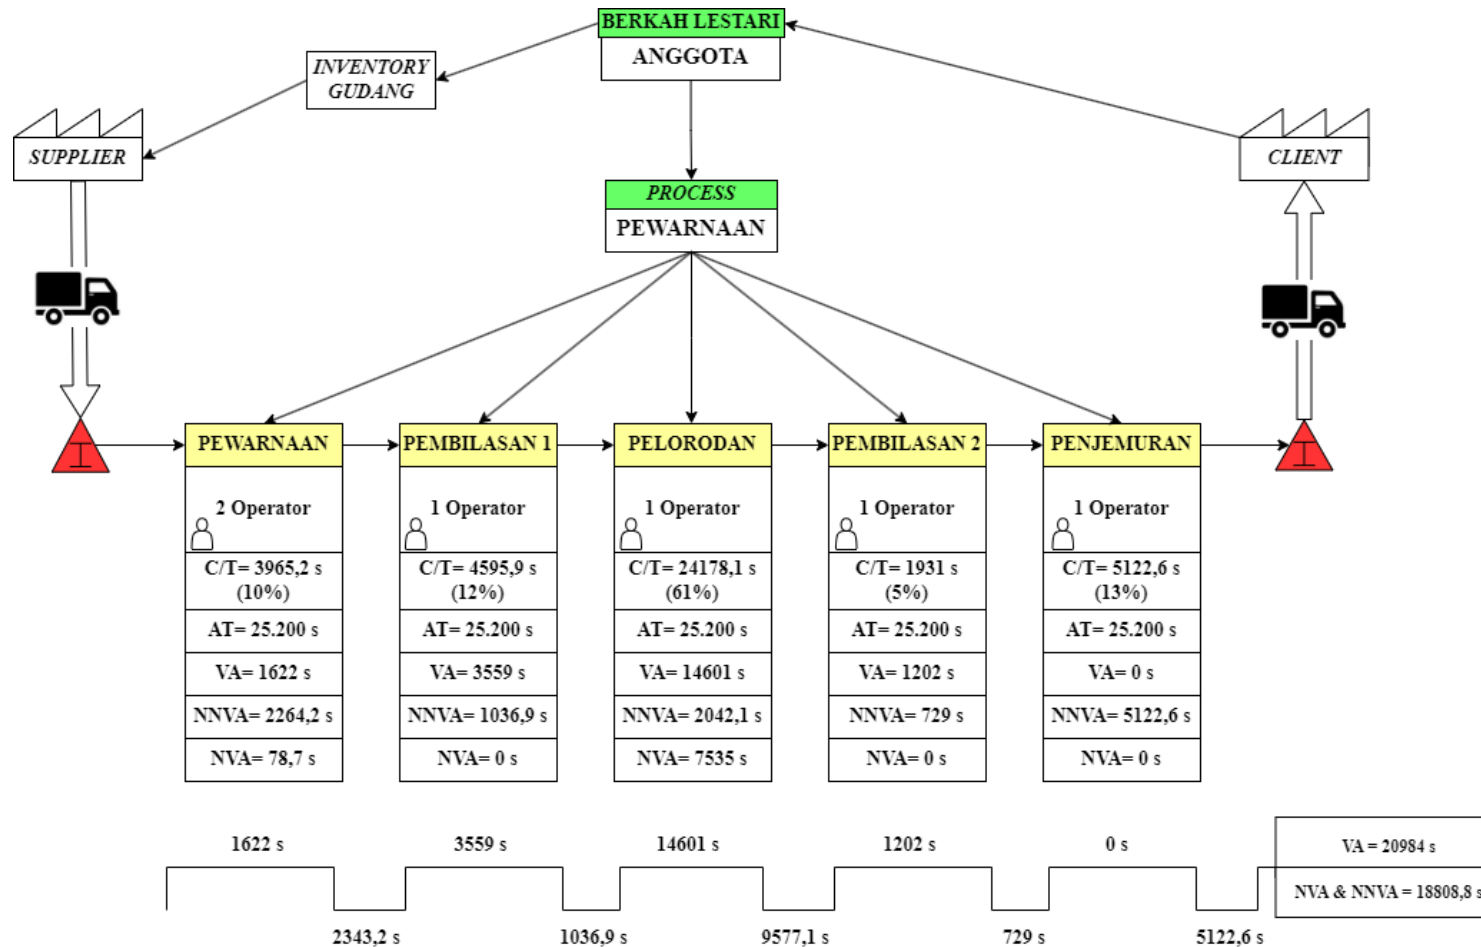 BERKAH LESTARI
ANGGOTA
INVENTORY
GUDANG
SUPPLIER
CLIENT
PROCESS
PEWARNAAN
I
PEWARNAAN
2 Operator
C/T= 3965,2 s
(10%)
AT= 25.200 s
VA= 1622 s
NNVA= 2264,2 s
NVA= 78,7 s
PEMBILASAN 1
1 Operator
C/T= 4595,9 s
(12%)
AT= 25.200 s
VA= 3559 s
NNVA= 1036,9 s
NVA= 0 s
PELORODAN
1 Operator
C/T= 24178,1 s
(61%)
AT= 25.200 s
VA= 14601 s
NNVA= 2042,1 s
NVA= 7535 s
PEMBILASAN 2
1 Operator
C/T= 1931 s
(5%)
AT= 25.200 s
VA= 1202 s
NNVA= 729 s
NVA= 0 s
PENJEMURAN
1 Operator
C/T= 5122,6 s
(13%)
AT= 25.200 s
VA= 0 s
NNVA= 5122,6 s
NVA= 0 s
I
1622 s
3559 s
14601 s
1202 s
0 s
2343,2 s
1036,9 s
9577,1 s
729 s
5122,6 s
VA = 20984 s
NVA & NNVA = 18808,8 s